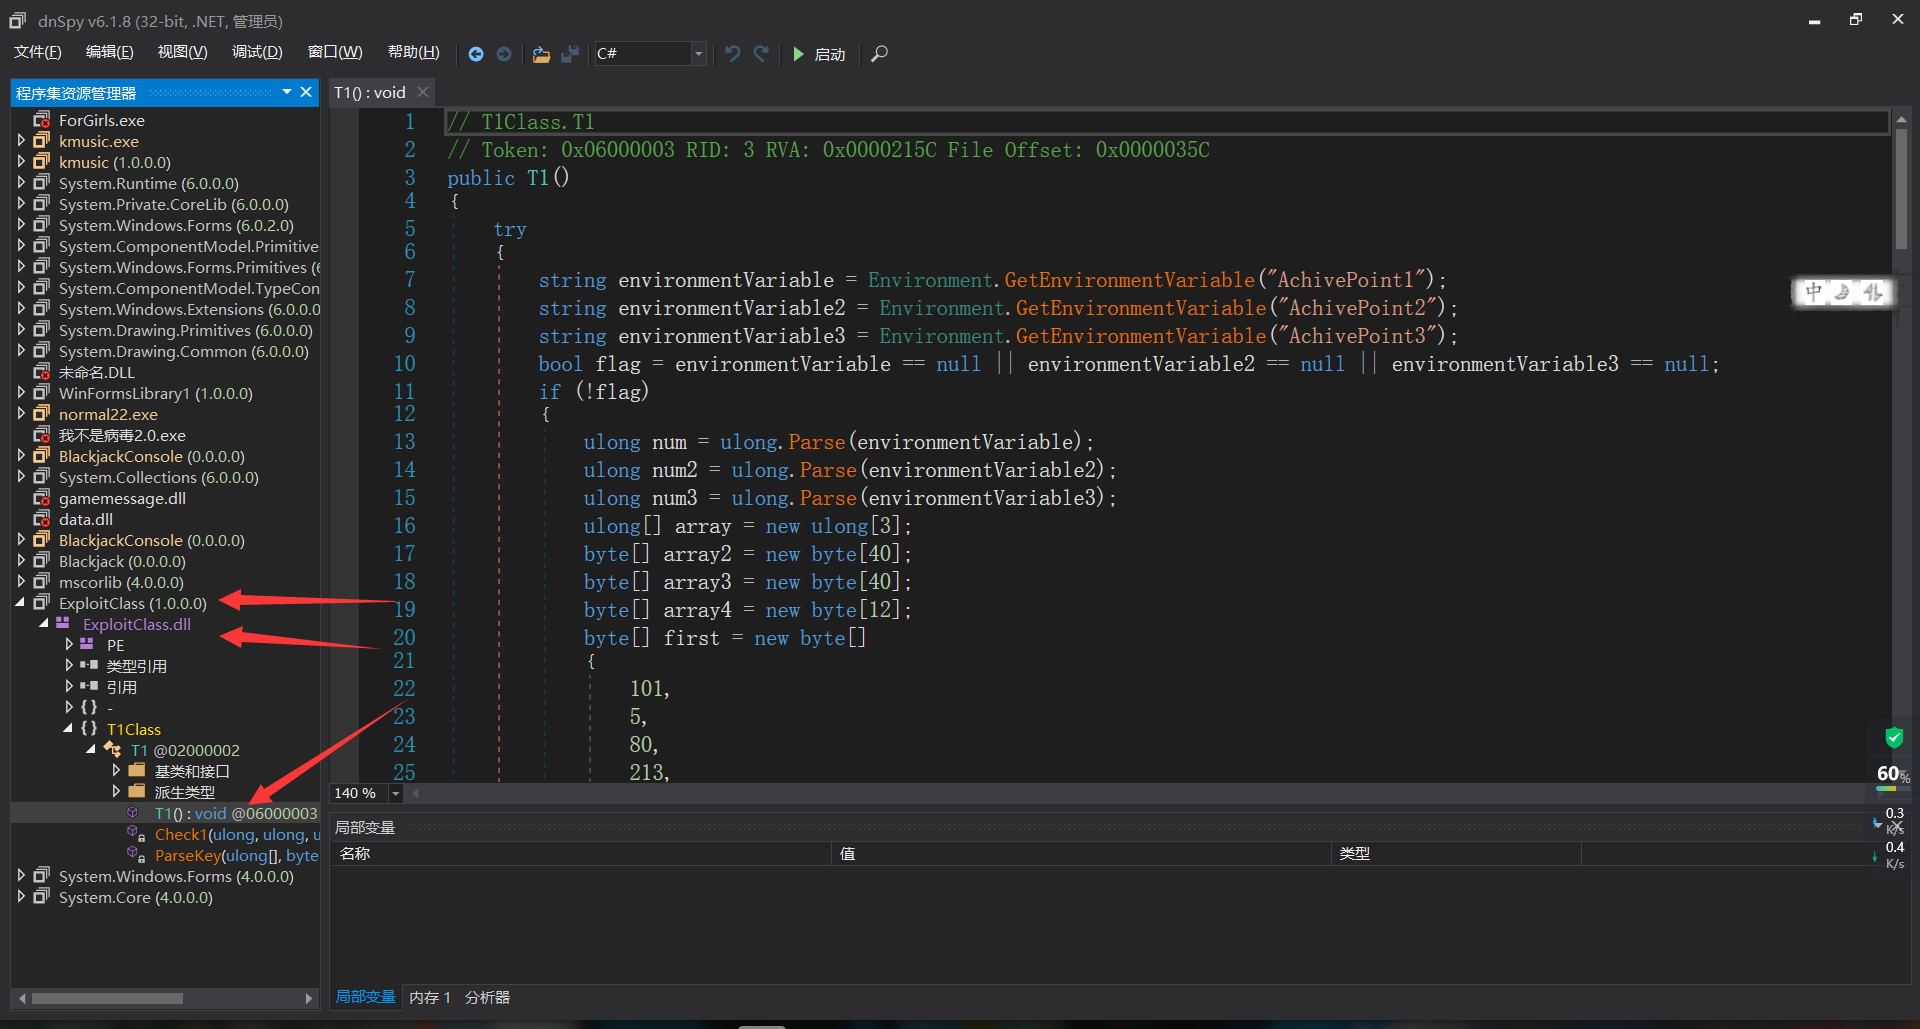 dnSpy v6.1.8 (32-bit, .NET, 管理员)
文件(F) 编辑(E) 视图(V) 调试(D) 窗口(W) 帮助(H) C# 启动
程序集资源管理器
ForGirls.exe
kmusic.exe
kmusic (1.0.0.0)
System.Runtime (6.0.0.0)
System.Private.CoreLib (6.0.0.0)
System.Windows.Forms (6.0.2.0)
System.ComponentModel.Primitive
System.Windows.Forms.Primitives (6
System.ComponentModel.TypeCon
System.Windows.Extensions (6.0.0.0
System.Drawing.Primitives (6.0.0.0)
System.Drawing.Common (6.0.0.0)
未命名.DLL
WinFormsLibrary1 (1.0.0.0)
normal22.exe
我不是病毒2.0.exe
BlackjackConsole (0.0.0.0)
System.Collections (6.0.0.0)
gamemessage.dll
data.dll
BlackjackConsole (0.0.0.0)
Blackjack (0.0.0.0)
mscorlib (4.0.0.0)
ExploitClass (1.0.0.0)
ExploitClass.dll
PE
类型引用
引用
{ } -
{ } T1Class
T1 @02000002
基类和接口
派生类型
T1() : void @06000003
Check1(ulong, ulong, u
ParseKey(ulong[], byte
System.Windows.Forms (4.0.0.0)
System.Core (4.0.0.0)
T1() : void
1 // T1Class.T1
2 // Token: 0x06000003 RID: 3 RVA: 0x0000215C File Offset: 0x0000035C
3 public T1()
4 {
5 try
6 {
7 string environmentVariable = Environment.GetEnvironmentVariable("AchivePoint1");
8 string environmentVariable2 = Environment.GetEnvironmentVariable("AchivePoint2");
9 string environmentVariable3 = Environment.GetEnvironmentVariable("AchivePoint3");
10 bool flag = environmentVariable == null || environmentVariable2 == null || environmentVariable3 == null;
11 if (!flag)
12 {
13 ulong num = ulong.Parse(environmentVariable);
14 ulong num2 = ulong.Parse(environmentVariable2);
15 ulong num3 = ulong.Parse(environmentVariable3);
16 ulong[] array = new ulong[3];
17 byte[] array2 = new byte[40];
18 byte[] array3 = new byte[40];
19 byte[] array4 = new byte[12];
20 byte[] first = new byte[]
21 {
22 101,
23 5,
24 80,
25 213,
140 %
局部变量
名称 值 类型
局部变量 内存 1 分析器
中
60%
0.3
K/s
0.4
K/s